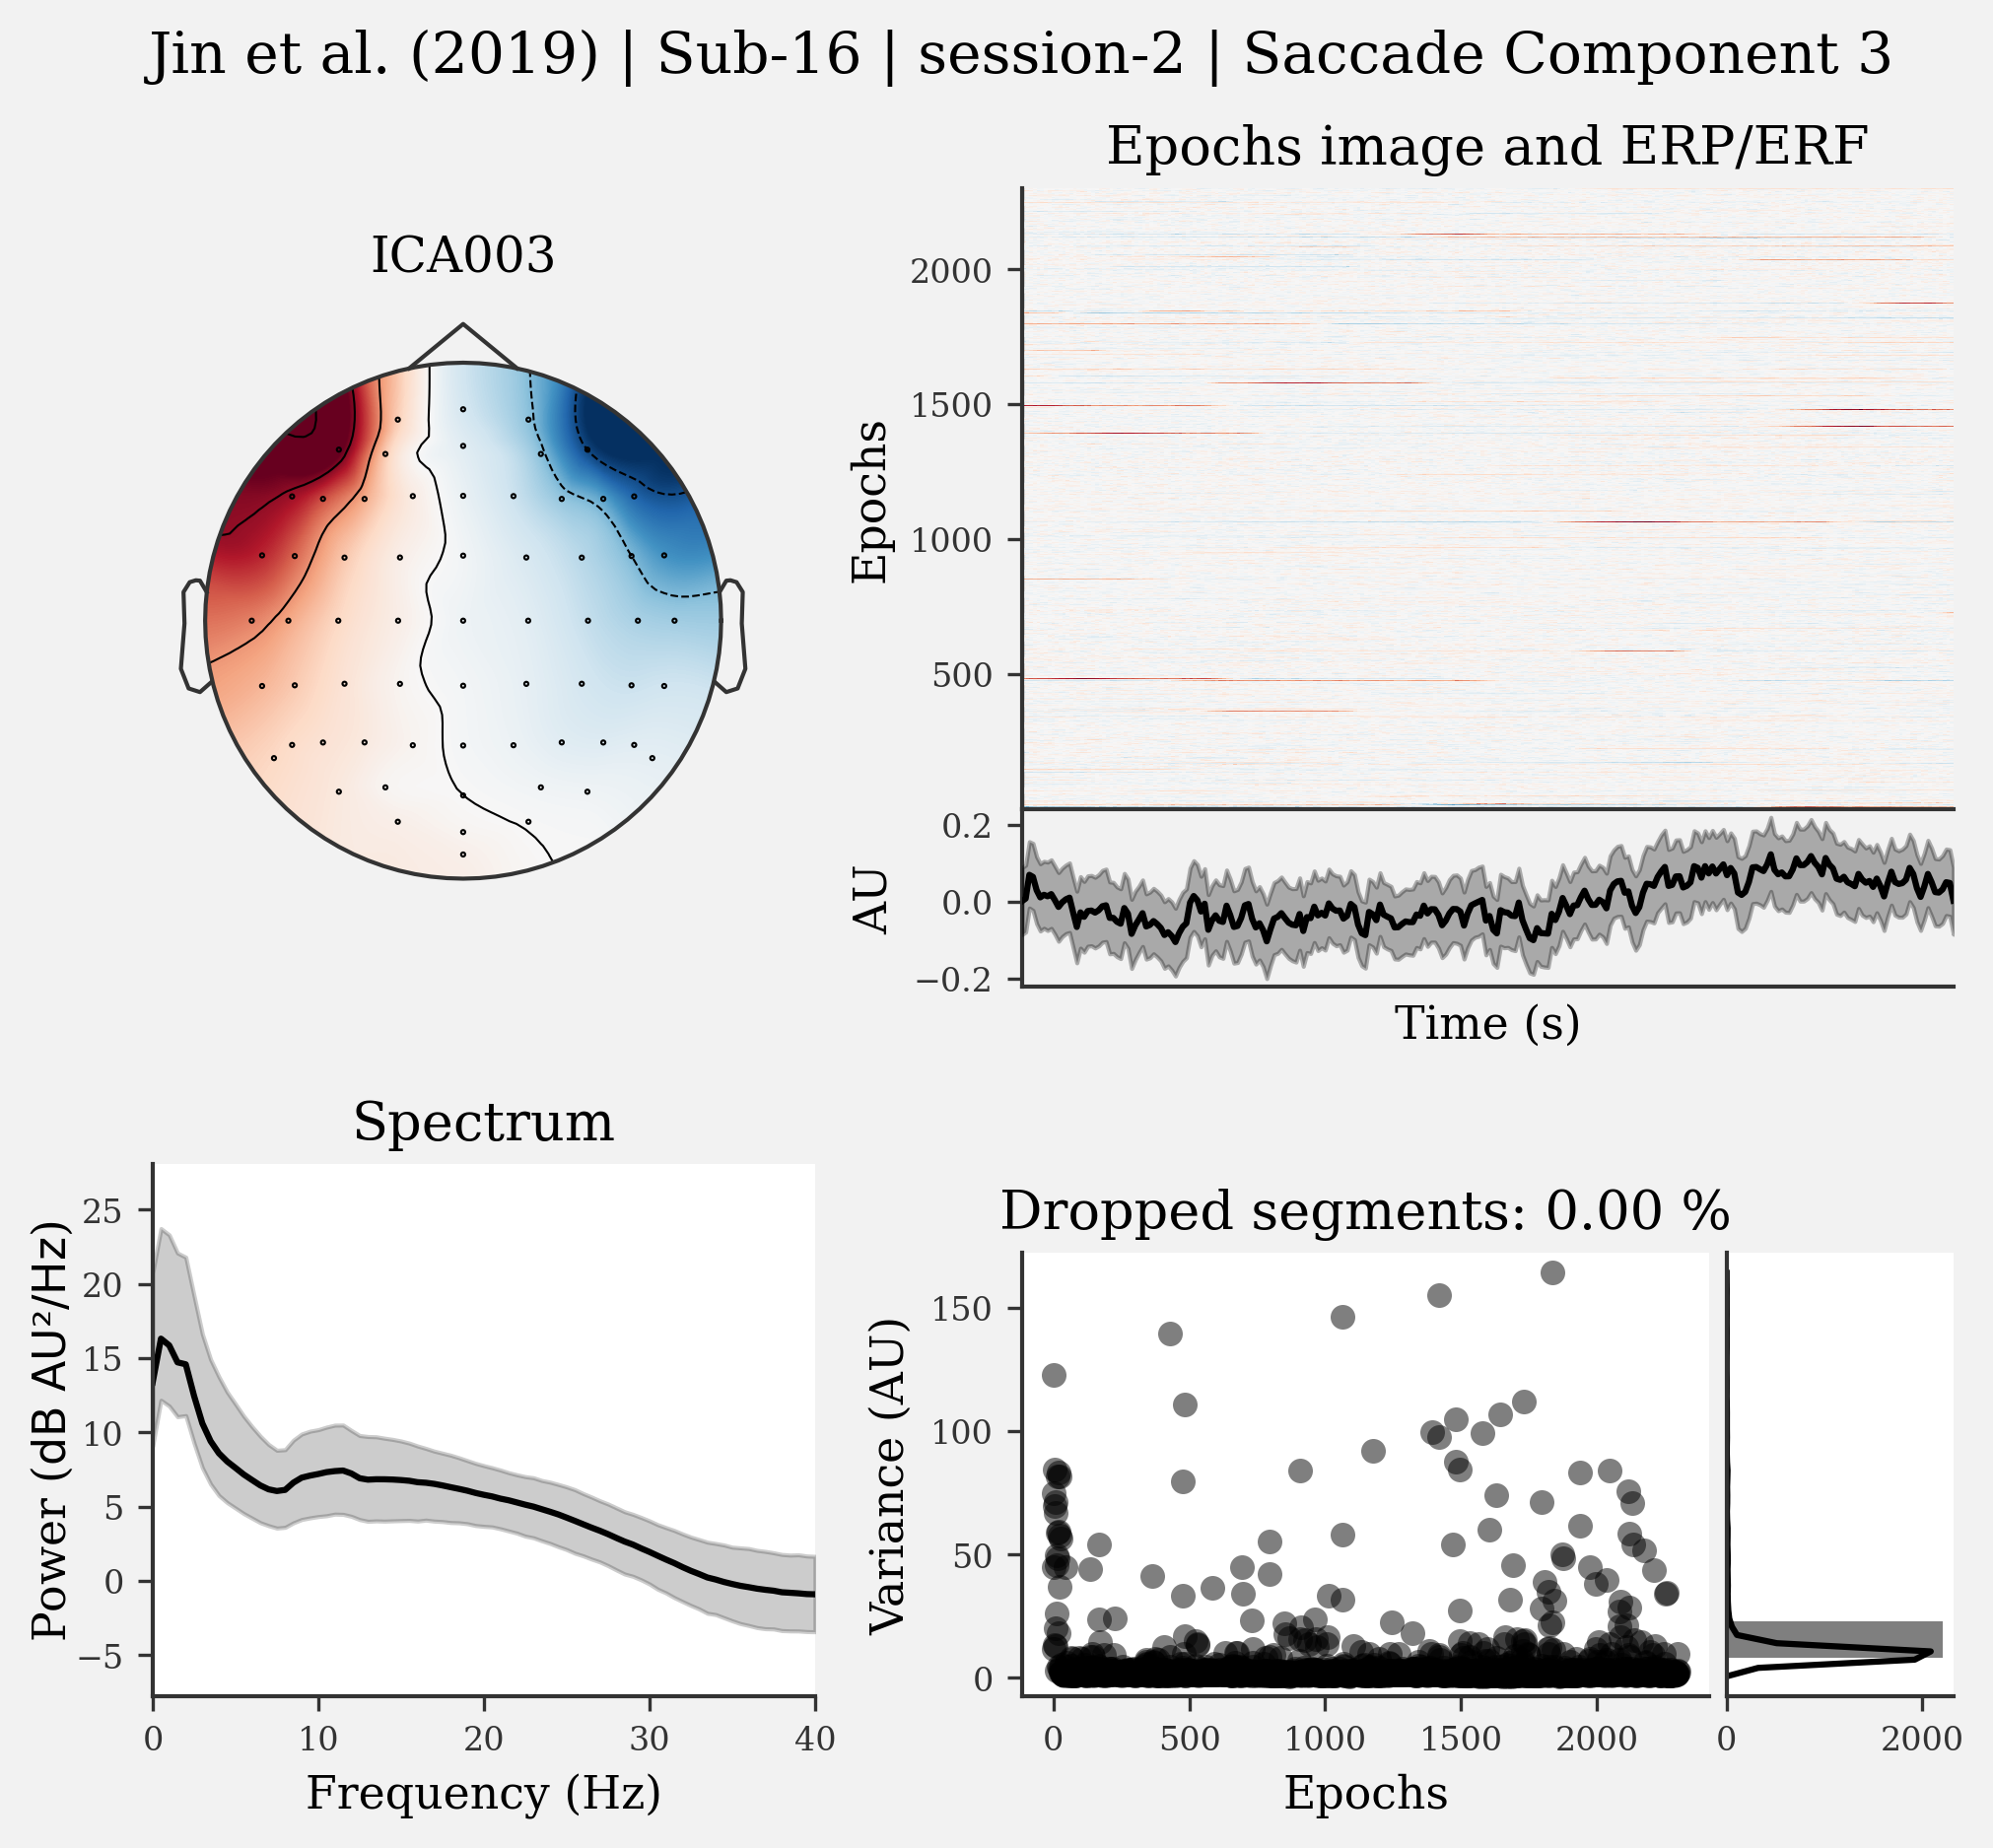 Jin et al. (2019) | Sub-16 | session-2 | Saccade Component 3
ICA003
Epochs image and ERP/ERF
Epochs
2000
1500
1000
500
AU
0.2
0.0
−0.2
Time (s)
Spectrum
Power (dB AU²/Hz)
25
20
15
10
5
0
−5
0 10 20 30 40
Frequency (Hz)
Dropped segments: 0.00 %
Variance (AU)
150
100
50
0
0 500 1000 1500 2000
0 2000
Epochs